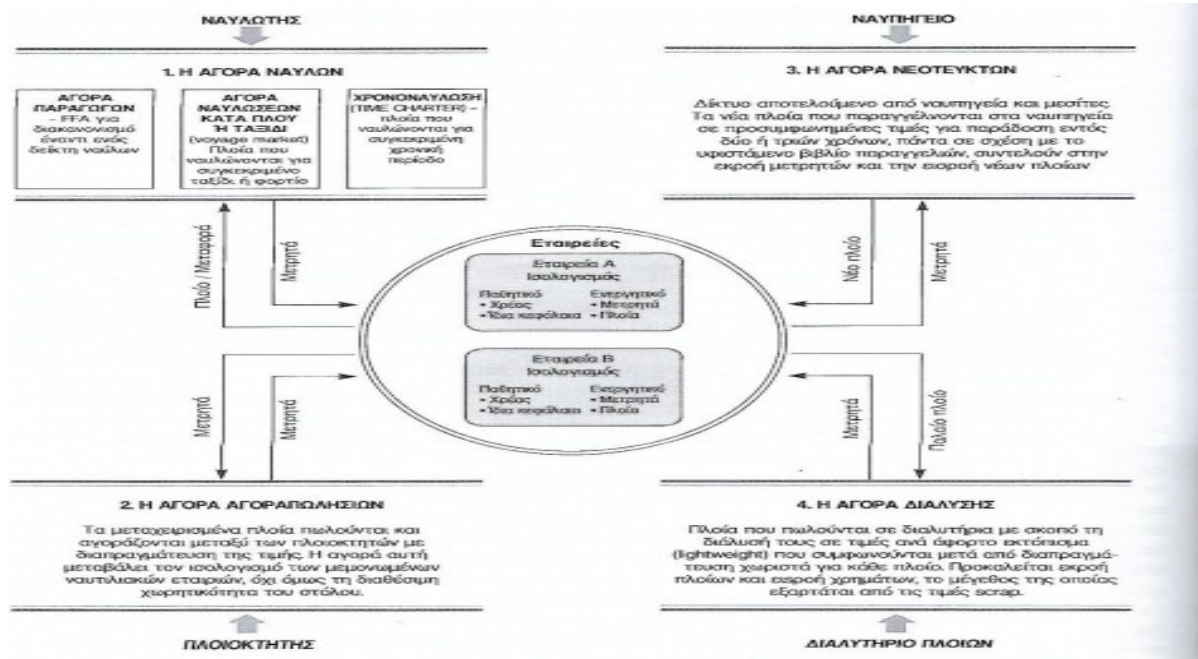 ΝΑΥΛΩΤΗΣ
1. Η ΑΓΟΡΑ ΝΑΥΛΩΝ
ΑΓΟΡΑ
ΠΑΡΑΓΩΓΩΝ
– FFA για
διακανονισμό
έναντι ενός
δείκτη ναύλων
ΑΓΟΡΑ
ΝΑΥΛΩΣΕΩΝ
ΚΑΤΑ ΠΛΟΥ
Ή ΤΑΞΙΔΙ
(voyage market)
Πλοία που
ναυλώνονται για
συγκεκριμένο
ταξίδι ή φορτίο
ΧΡΟΝΟΝΑΥΛΩΣΗ
(TIME CHARTER) –
πλοία που
ναυλώνονται για
συγκεκριμένη
χρονική
περίοδο
ΝΑΥΠΗΓΕΙΟ
3. Η ΑΓΟΡΑ ΝΕΟΤΕΥΚΤΩΝ
Δίκτυο αποτελούμενο από ναυπηγεία και μεσίτες.
Τα νέα πλοία που παραγγέλνονται στα ναυπηγεία
σε προσυμφωνημένες τιμές για παράδοση εντός
δύο ή τριών χρόνων, πάντα σε σχέση με το
υφιστάμενο βιβλίο παραγγελιών, συντελούν στην
εκροή μετρητών και την εισροή νέων πλοίων
Πλοίο / Μεταφορά
Μετρητά
Νέο πλοίο
Μετρητά
Εταιρείες
Εταιρεία Α
Ισολογισμός
Παθητικό
• Χρέος
• Ίδια κεφάλαια
Ενεργητικό
• Μετρητά
• Πλοία
Εταιρεία Β
Ισολογισμός
Παθητικό
• Χρέος
• Ίδια κεφάλαια
Ενεργητικό
• Μετρητά
• Πλοία
Μετρητά
Μετρητά
Μετρητά
Παλαιό πλοίο
2. Η ΑΓΟΡΑ ΑΓΟΡΑΠΩΛΗΣΙΩΝ
Τα μεταχειρισμένα πλοία πωλούνται και
αγοράζονται μεταξύ των πλοιοκτητών με
διαπραγμάτευση της τιμής. Η αγορά αυτή
μεταβάλει τον ισολογισμό των μεμονωμένων
ναυτιλιακών εταιριών, όχι όμως τη διαθέσιμη
χωρητικότητα του στόλου.
ΠΛΟΙΟΚΤΗΤΗΣ
4. Η ΑΓΟΡΑ ΔΙΑΛΥΣΗΣ
Πλοία που πωλούνται σε διαλυτήρια με σκοπό τη
διάλυσή τους σε τιμές ανά άφορτο εκτόπισμα
(lightweight) που συμφωνούνται μετά από διαπραγμά-
τευση χωριστά για κάθε πλοίο. Προκαλείται εκροή
πλοίων και εισροή χρημάτων, το μέγεθος της οποίας
εξαρτάται από τις τιμές scrap.
ΔΙΑΛΥΤΗΡΙΟ ΠΛΟΙΩΝ